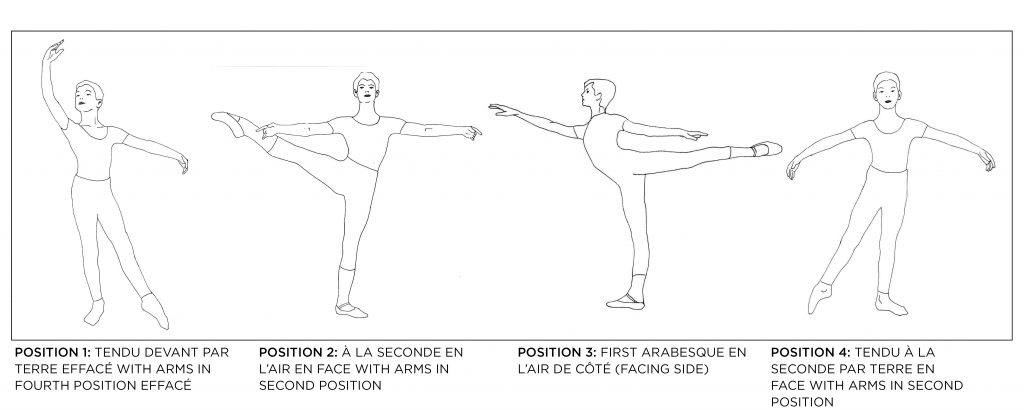 POSITION 1: TENDU DEVANT PAR
TERRE EFFACÉ WITH ARMS IN
FOURTH POSITION EFFACÉ
POSITION 2: À LA SECONDE EN
L'AIR EN FACE WITH ARMS IN
SECOND POSITION
POSITION 3: FIRST ARABESQUE EN
L'AIR DE CÔTÉ (FACING SIDE)
POSITION 4: TENDU À LA
SECONDE PAR TERRE EN
FACE WITH ARMS IN SECOND
POSITION